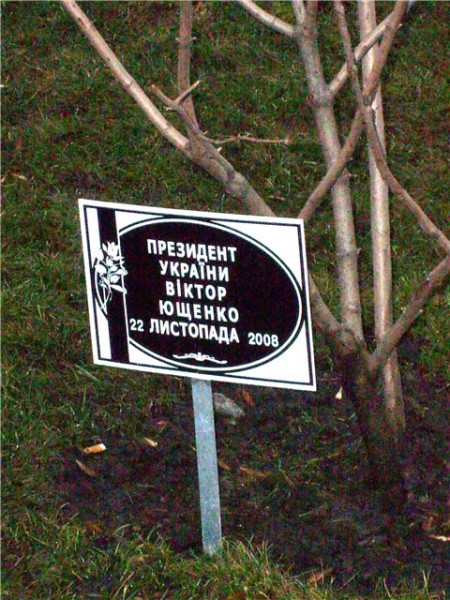 ПРЕЗИДЕНТ
УКРАЇНИ
ВІКТОР
ЮЩЕНКО
22 ЛИСТОПАДА 2008